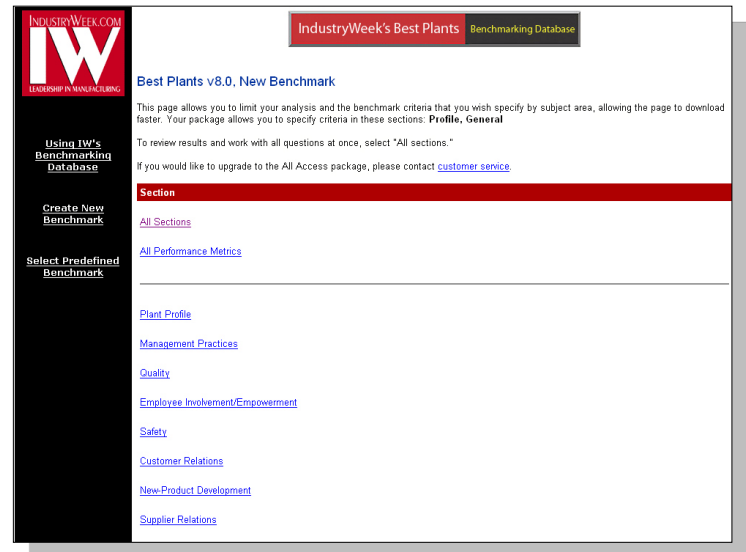 INDUSTRYWEEK.COM
IW
LEADERSHIP IN MANUFACTURING
IndustryWeek's Best Plants Benchmarking Database
Using IW's
Benchmarking
Database
Create New
Benchmark
Select Predefined
Benchmark
Best Plants v8.0, New Benchmark
This page allows you to limit your analysis and the benchmark criteria that you wish specify by subject area, allowing the page to download
faster. Your package allows you to specify criteria in these sections: Profile, General
To review results and work with all questions at once, select "All sections."
If you would like to upgrade to the All Access package, please contact customer service.
Section
All Sections
All Performance Metrics
Plant Profile
Management Practices
Quality
Employee Involvement/Empowerment
Safety
Customer Relations
New-Product Development
Supplier Relations